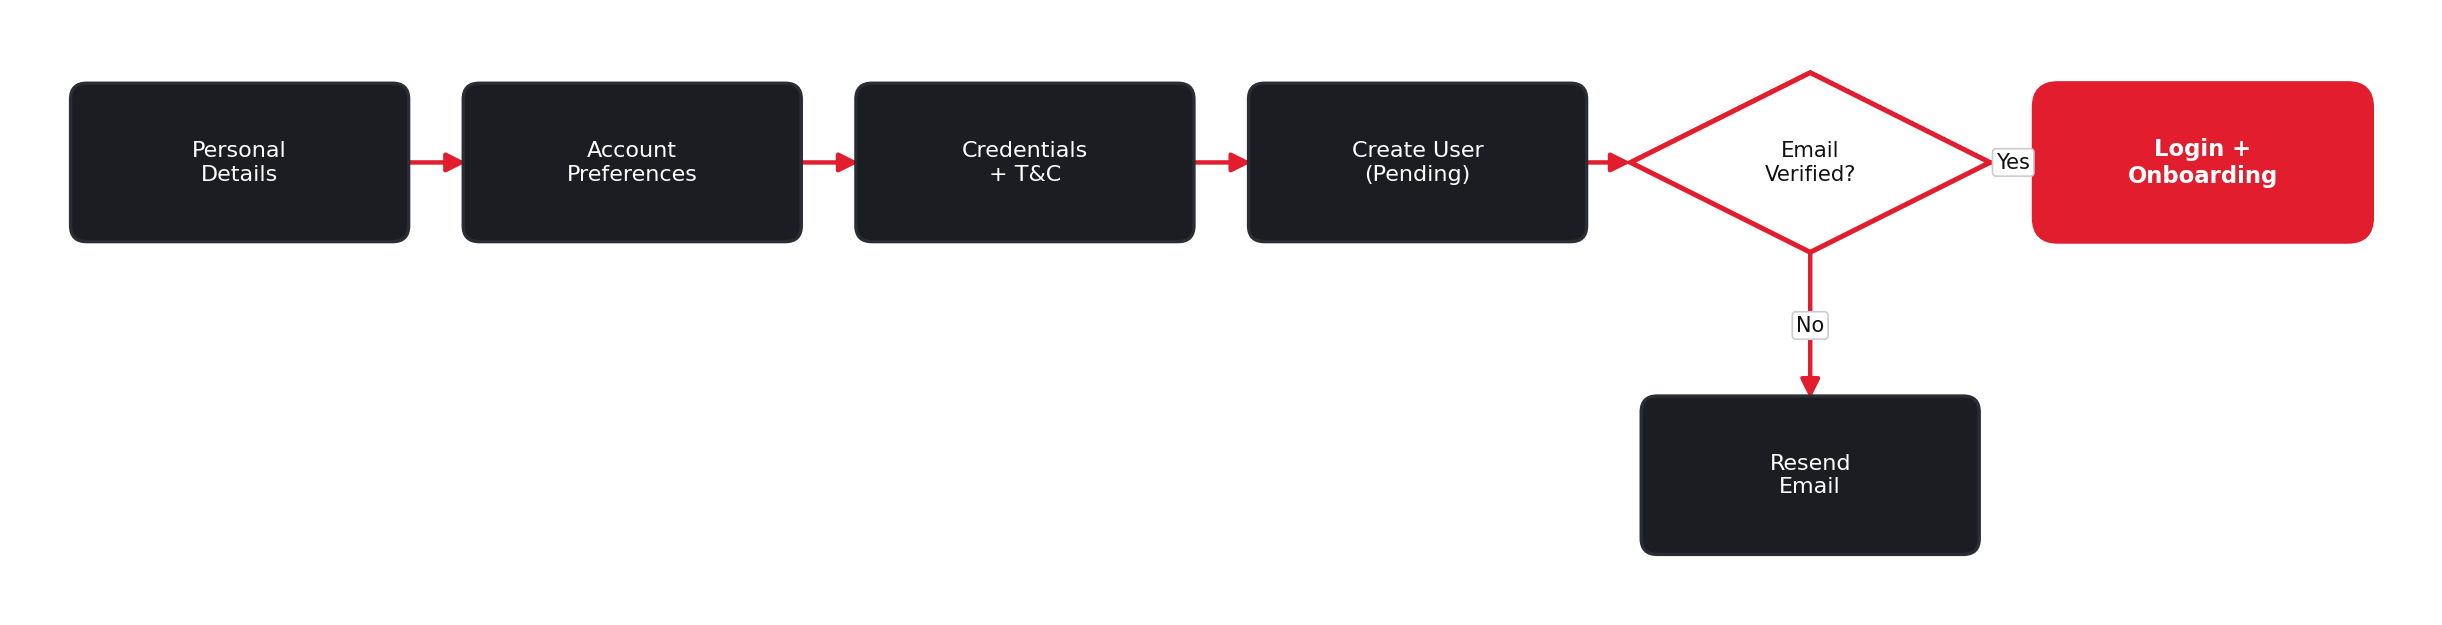 Personal
Details
Account
Preferences
Credentials
+ T&C
Create User
(Pending)
Email
Verified?
Yes
Login +
Onboarding
No
Resend
Email